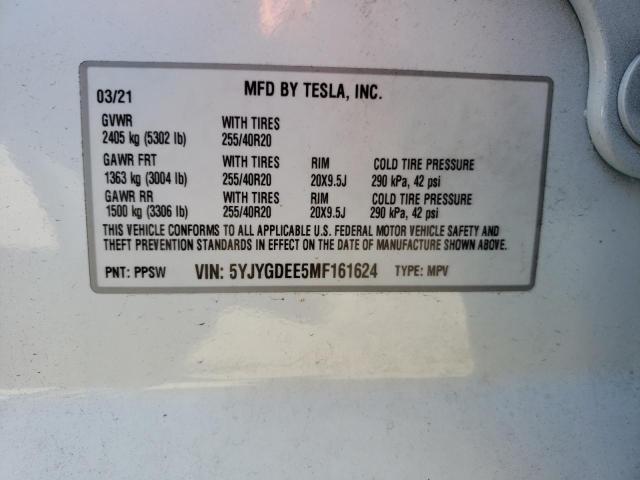 03/21 MFD BY TESLA, INC.
GVWR WITH TIRES
2405 kg (5302 lb) 255/40R20
GAWR FRT WITH TIRES RIM COLD TIRE PRESSURE
1363 kg (3004 lb) 255/40R20 20X9.5J 290 kPa, 42 psi
GAWR RR WITH TIRES RIM COLD TIRE PRESSURE
1500 kg (3306 lb) 255/40R20 20X9.5J 290 kPa, 42 psi
THIS VEHICLE CONFORMS TO ALL APPLICABLE U.S. FEDERAL MOTOR VEHICLE SAFETY AND
THEFT PREVENTION STANDARDS IN EFFECT ON THE DATE OF MANUFACTURE SHOWN ABOVE.
PNT: PPSW VIN: 5YJYGDEE5MF161624 TYPE: MPV